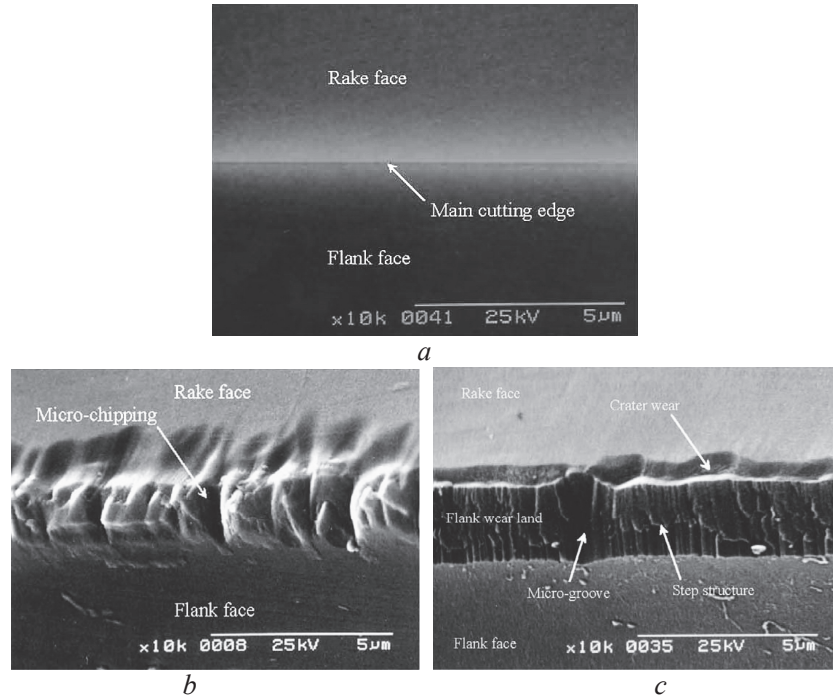 Rake face
Main cutting edge
Flank face
x10k 0041 25kV 5µm
a
Rake face
Micro-chipping
Flank face
x10k 0008 25kV 5µm
b
Rake face
Crater wear
Flank wear land
Micro-groove
Step structure
Flank face
x10k 0035 25kV 5µm
c